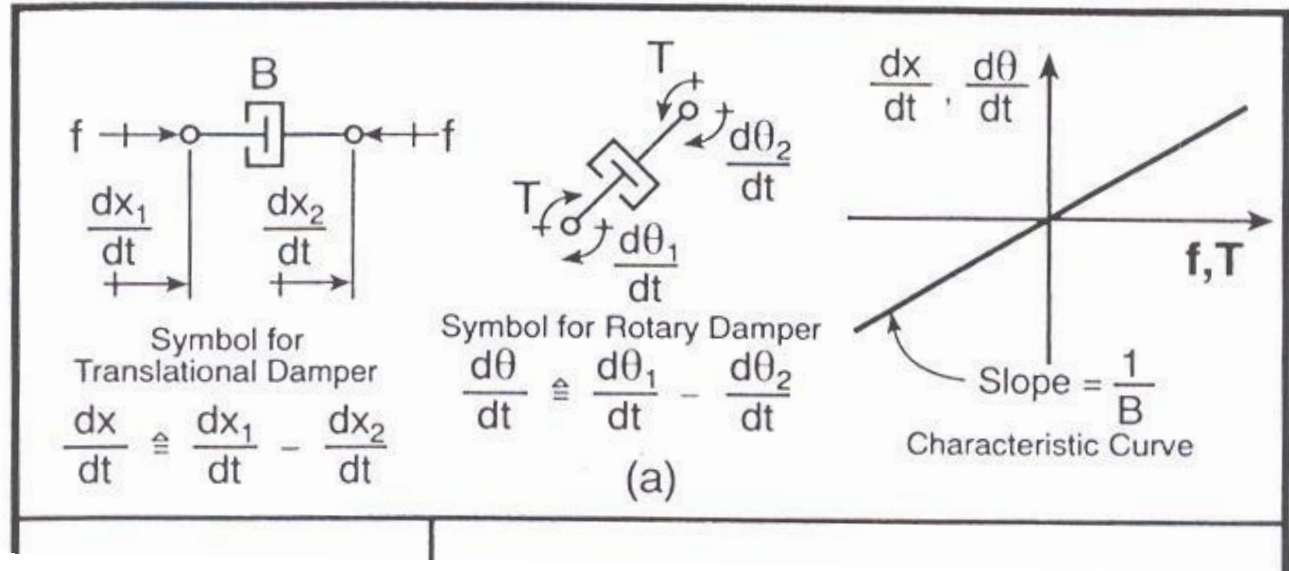 B
f
f
dx₁/dt
dx₂/dt
Symbol for
Translational Damper
dx/dt ≙ dx₁/dt − dx₂/dt
T
dθ₂/dt
T
dθ₁/dt
Symbol for Rotary Damper
dθ/dt ≙ dθ₁/dt − dθ₂/dt
(a)
dx/dt , dθ/dt
f,T
Slope = 1/B
Characteristic Curve